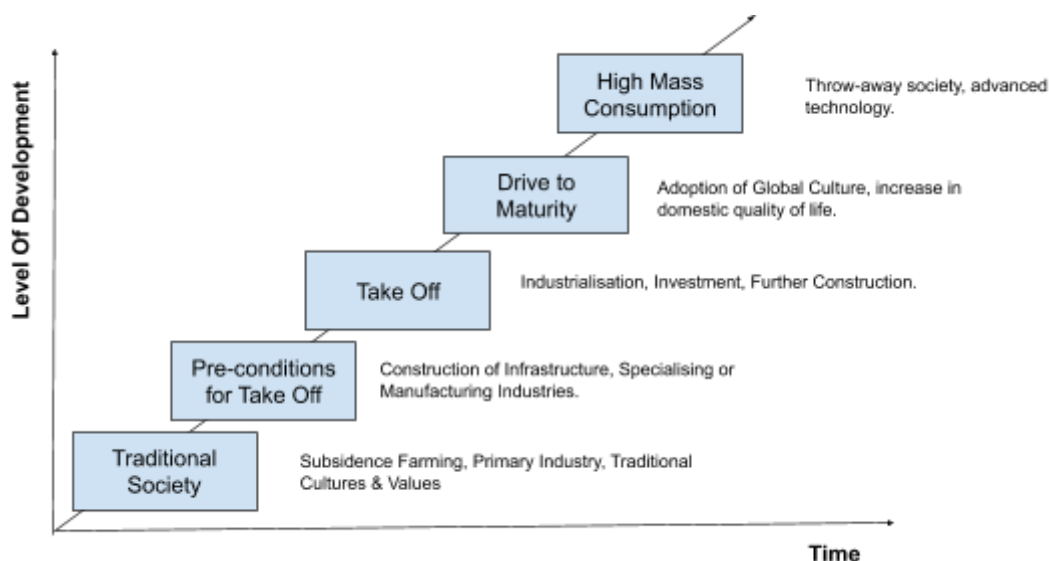 Level Of Development
High Mass
Consumption
Throw-away society, advanced
technology.
Drive to
Maturity
Adoption of Global Culture, increase in
domestic quality of life.
Take Off
Industrialisation, Investment, Further Construction.
Pre-conditions
for Take Off
Construction of Infrastructure, Specialising or
Manufacturing Industries.
Traditional
Society
Subsidence Farming, Primary Industry, Traditional
Cultures & Values
Time